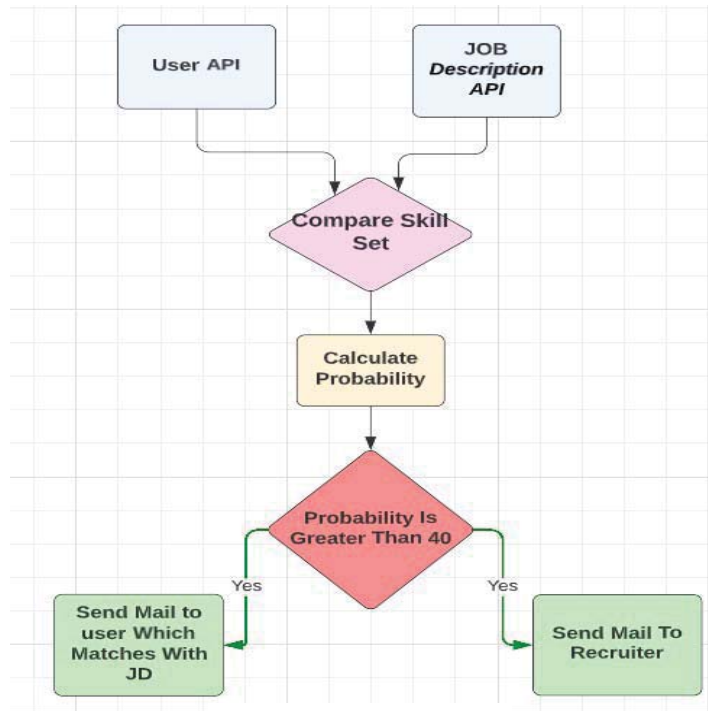 User API
JOB
Description
API
Compare Skill
Set
Calculate
Probability
Probability Is
Greater Than 40
Yes
Yes
Send Mail to
user Which
Matches With
JD
Send Mail To
Recruiter